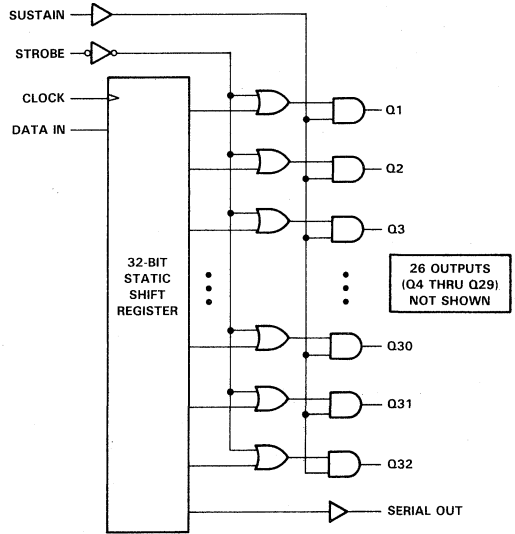 SUSTAIN
STROBE
CLOCK
DATA IN
32-BIT
STATIC
SHIFT
REGISTER
Q1
Q2
Q3
26 OUTPUTS
(Q4 THRU Q29)
NOT SHOWN
Q30
Q31
Q32
SERIAL OUT